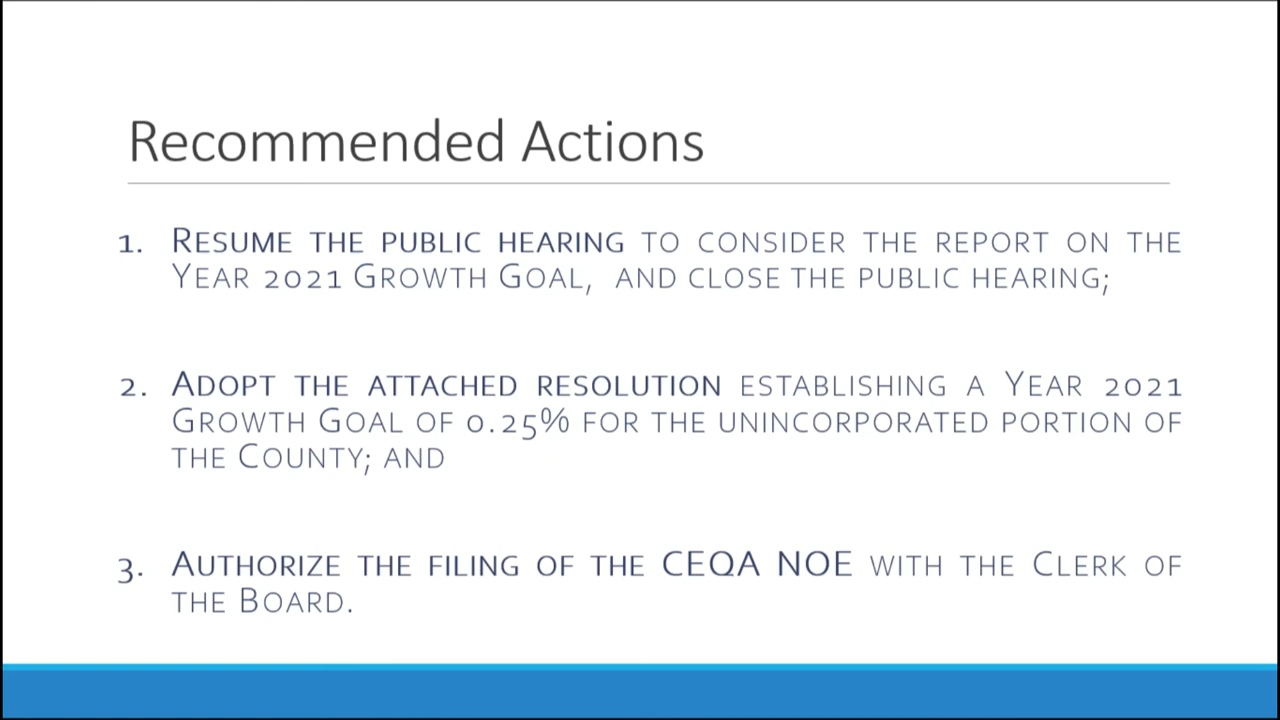 Recommended Actions
1. Resume the public hearing to consider the report on the
Year 2021 Growth Goal, and close the public hearing;
2. Adopt the attached resolution establishing a Year 2021
Growth Goal of 0.25% for the unincorporated portion of
the County; and
3. Authorize the filing of the CEQA NOE with the Clerk of
the Board.